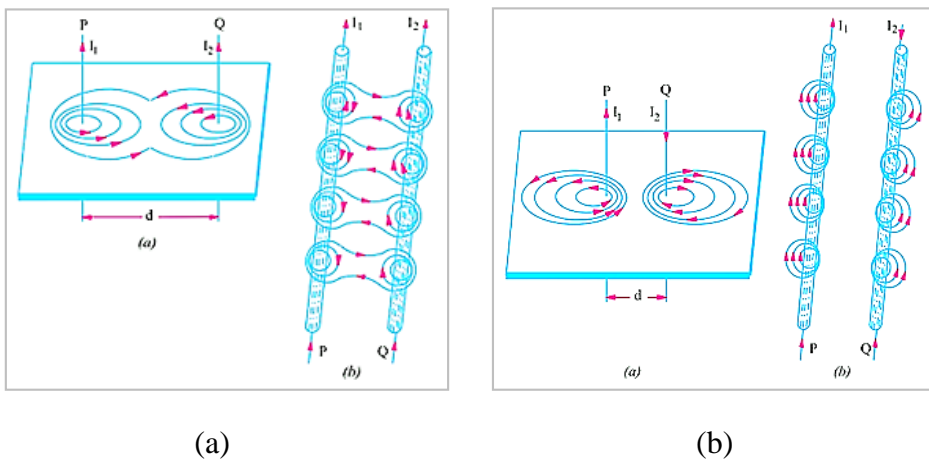 P Q
I₁ I₂
d
(a)
I₁ I₂
P Q
(b)
P Q
I₁ I₂
d
(a)
I₁ I₂
P Q
(b)
(a) (b)